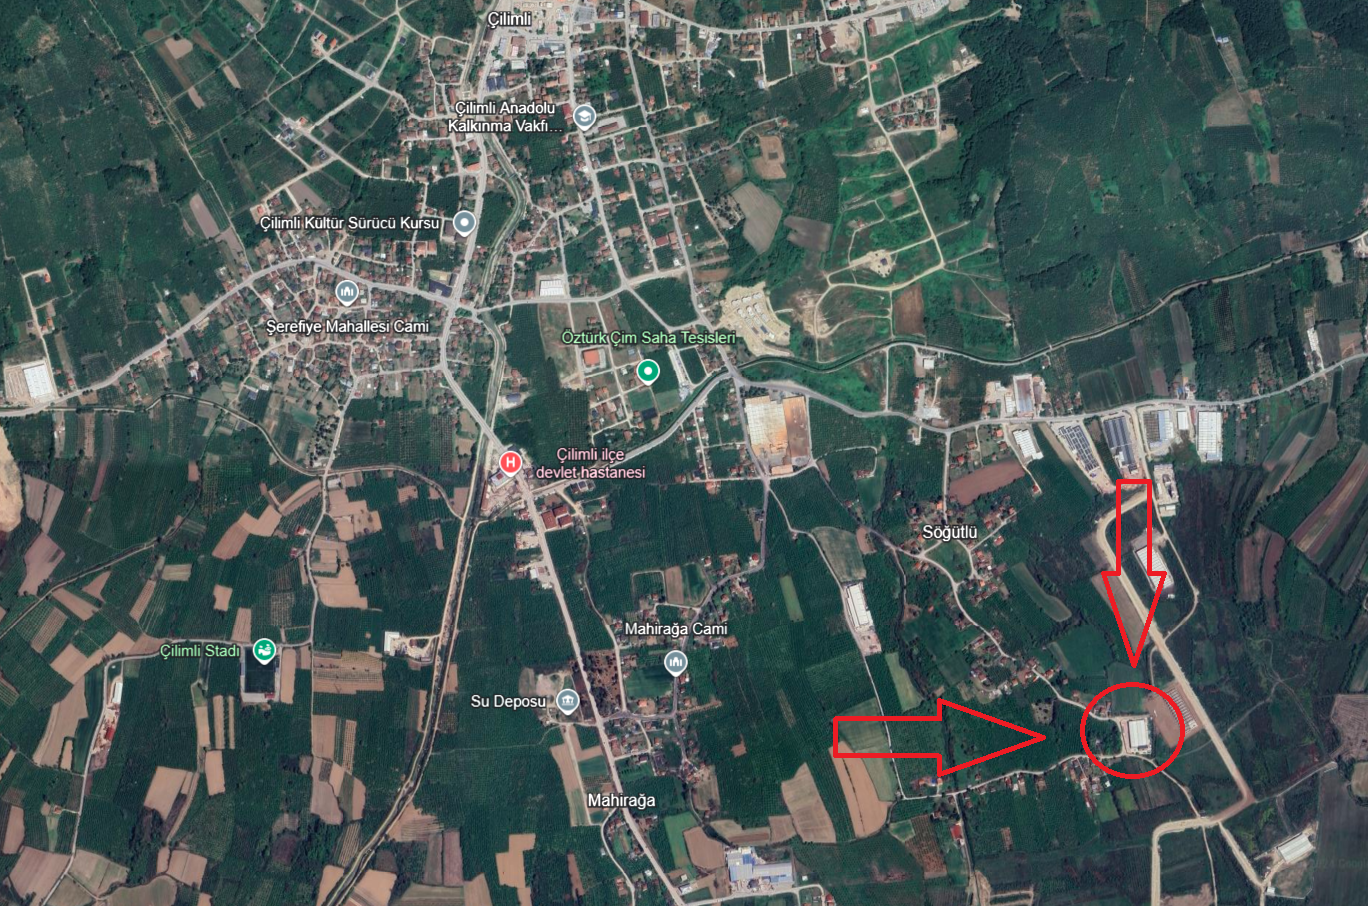 Çilimli
Çilimli Anadolu
Kalkınma Vakfı...
Çilimli Kültür Sürücü Kursu
Şerefiye Mahallesi Cami
Öztürk Çim Saha Tesisleri
H
Çilimli ilçe
devlet hastanesi
Söğütlü
Mahirağa Cami
Çilimli Stadı
Su Deposu
Mahirağa